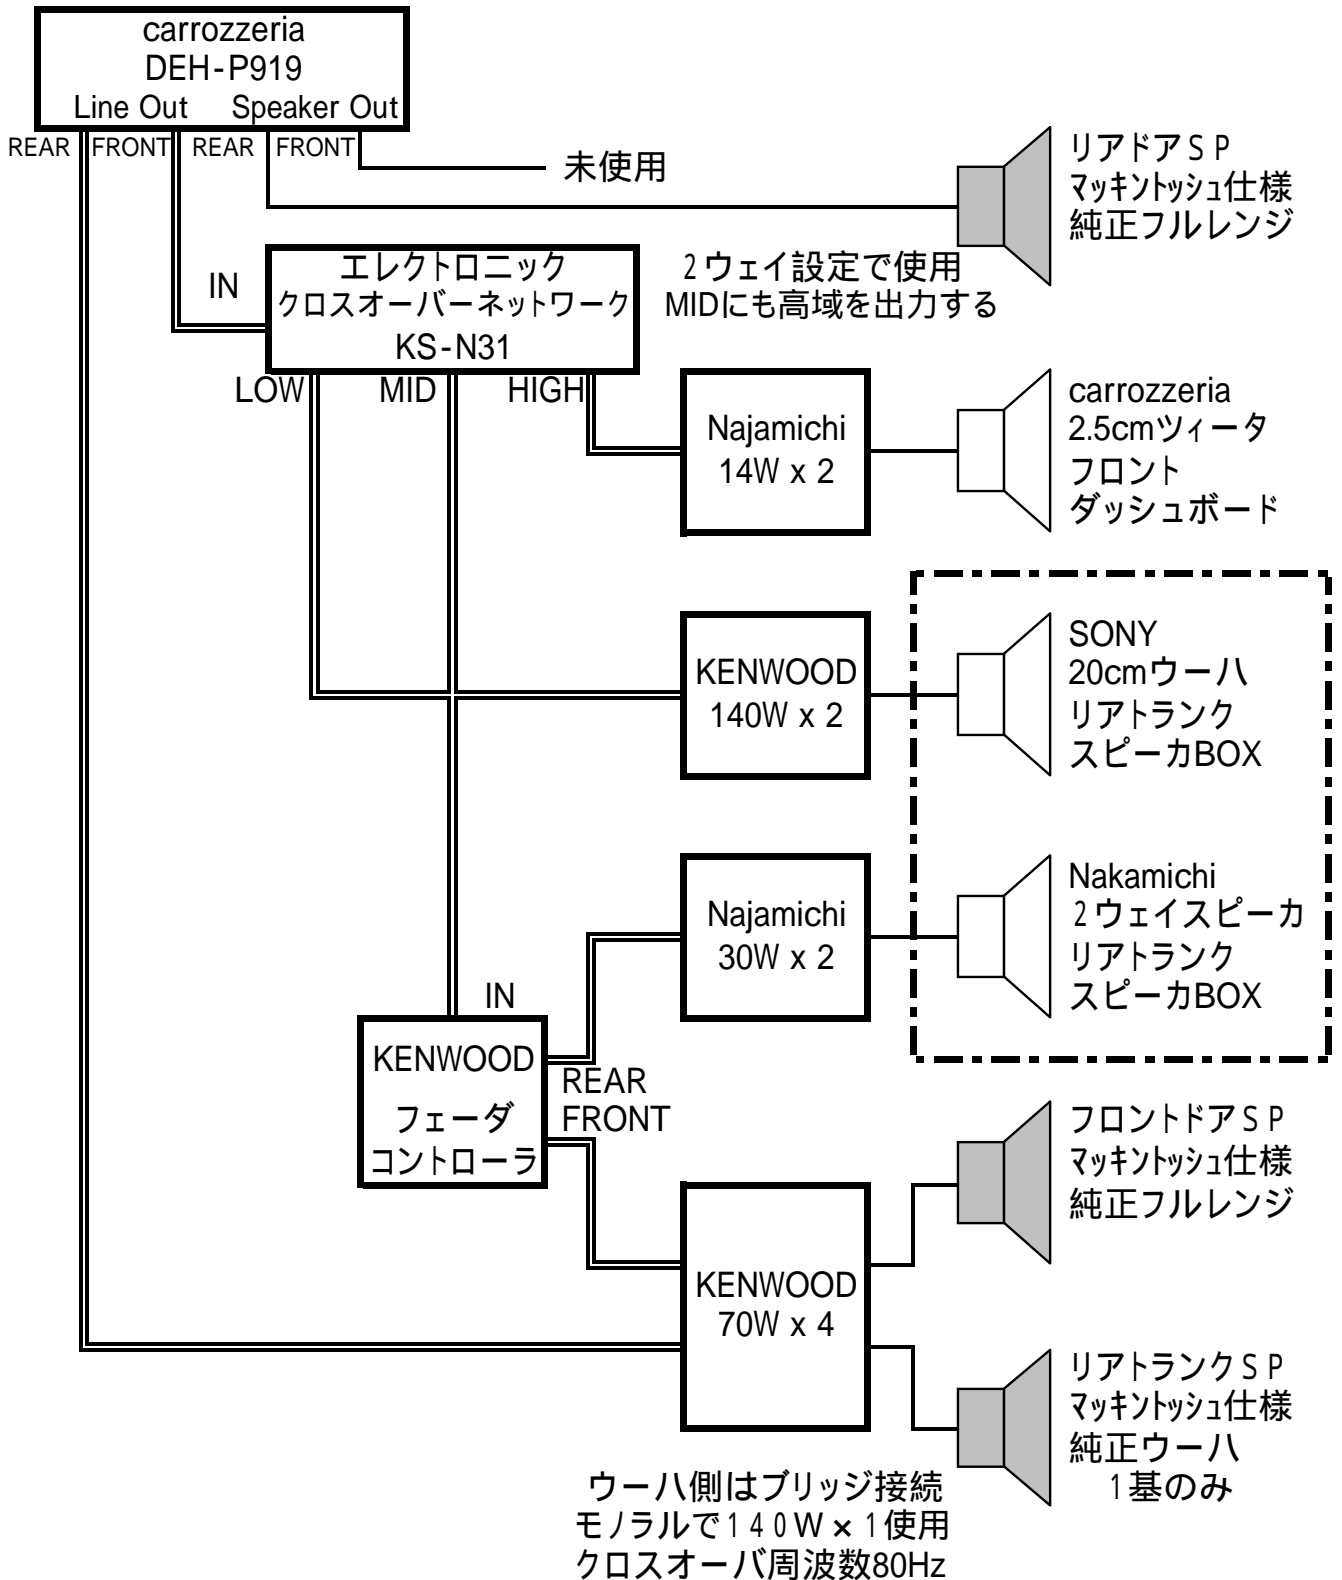 carrozzeria
DEH-P919
Line Out Speaker Out
REAR FRONT REAR FRONT
未使用
リアドアＳＰ
マッキントッシュ仕様
純正フルレンジ
IN
エレクトロニック
クロスオーバーネットワーク
KS-N31
2ウェイ設定で使用
MIDにも高域を出力する
LOW MID HIGH
Najamichi
14W x 2
carrozzeria
2.5cmツィータ
フロント
ダッシュボード
KENWOOD
140W x 2
SONY
20cmウーハ
リアトランク
スピーカBOX
Najamichi
30W x 2
Nakamichi
2ウェイスピーカ
リアトランク
スピーカBOX
IN
KENWOOD
フェーダ
コントローラ
REAR
FRONT
フロントドアＳＰ
マッキントッシュ仕様
純正フルレンジ
KENWOOD
70W x 4
リアトランクＳＰ
マッキントッシュ仕様
純正ウーハ
1基のみ
ウーハ側はブリッジ接続
モノラルで１４０Ｗ×１使用
クロスオーバ周波数80Hz